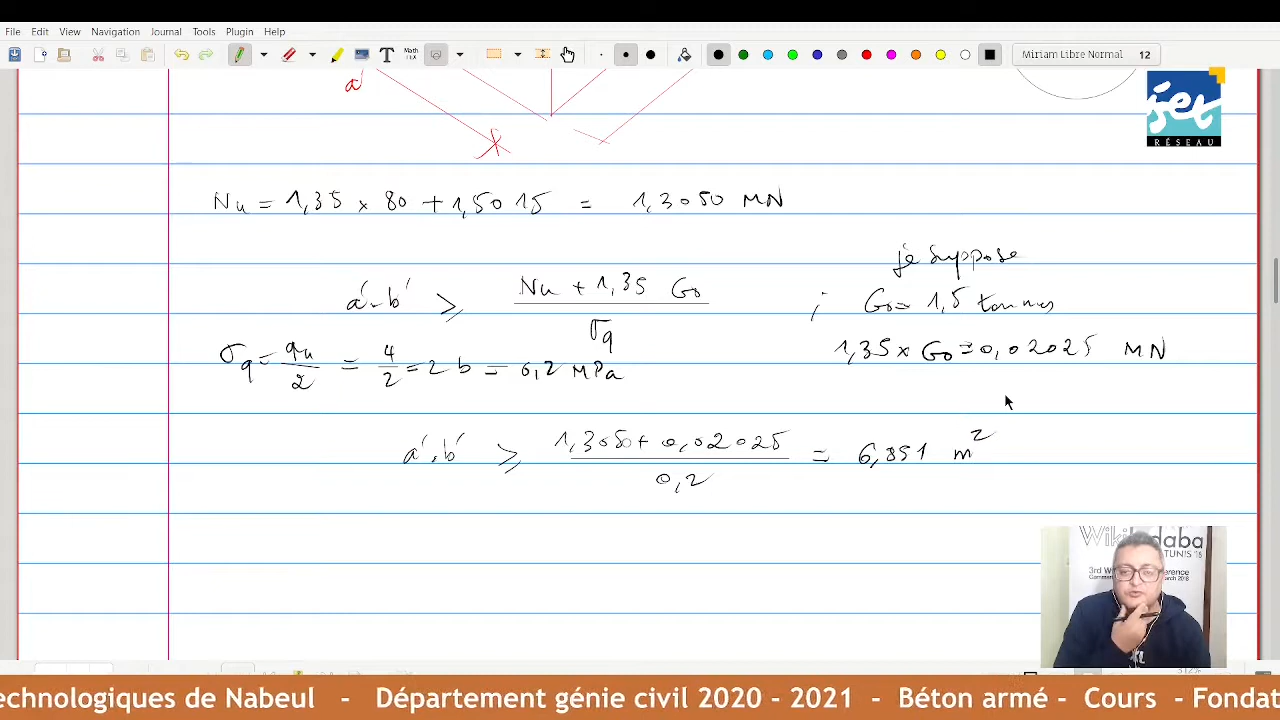 File Edit View Navigation Journal Tools Plugin Help
Miriam Libre Normal 12
a'
iset
RÉSEAU
Nu = 1,35 × 80 + 1,50 15 = 1,3050 MN
je suppose
a'.b' ⩾ (Nu + 1,35 G0) / σq ; G0 = 1,5 tonnes
σq = qu/2 = 4/2 = 2 b = 0,2 MPa
1,35 × G0 = 0,02025 MN
a'.b' ⩾ (1,3050 + 0,02025) / 0,2 = 6,851 m²
TUNIS
echnologiques de Nabeul - Département génie civil 2020 - 2021 - Béton armé - Cours - Fondat